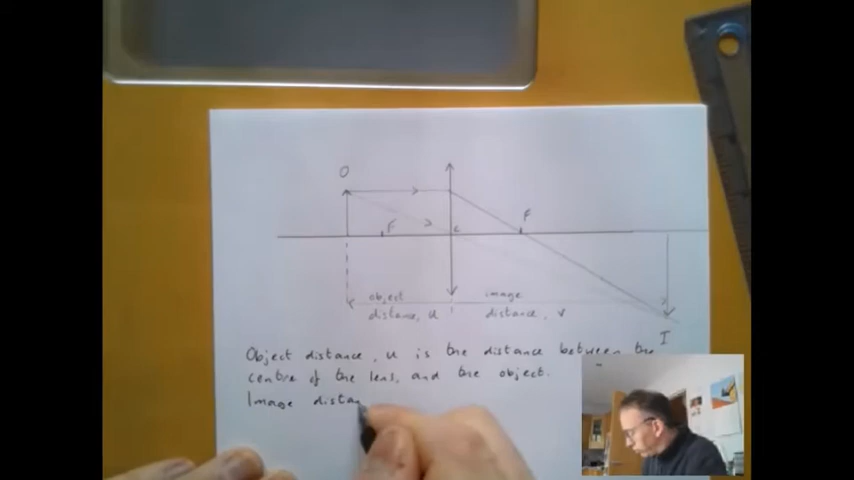 O
F
F
c
object
distance, u
image
distance, v
I
Object distance, u is the distance between the
centre of the lens, and the object.
Image distan